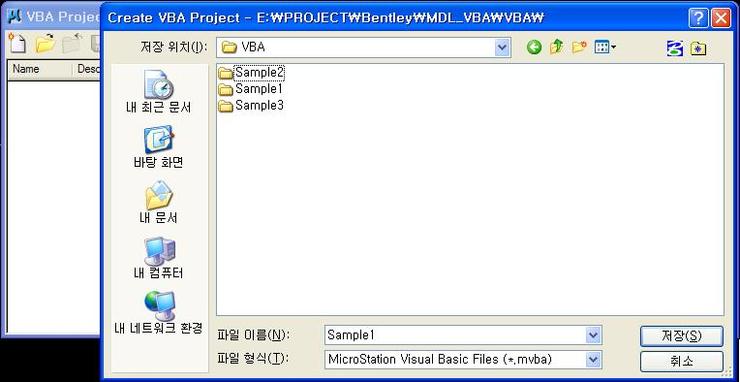 VBA Projec
Create VBA Project - E:₩PROJECT₩Bentley₩MDL_VBA₩VBA₩
Name Desc
저장 위치(I): VBA
Sample2
Sample1
Sample3
내 최근 문서
바탕 화면
내 문서
내 컴퓨터
내 네트워크 환경
파일 이름(N): Sample1 저장(S)
파일 형식(T): MicroStation Visual Basic Files (*.mvba) 취소